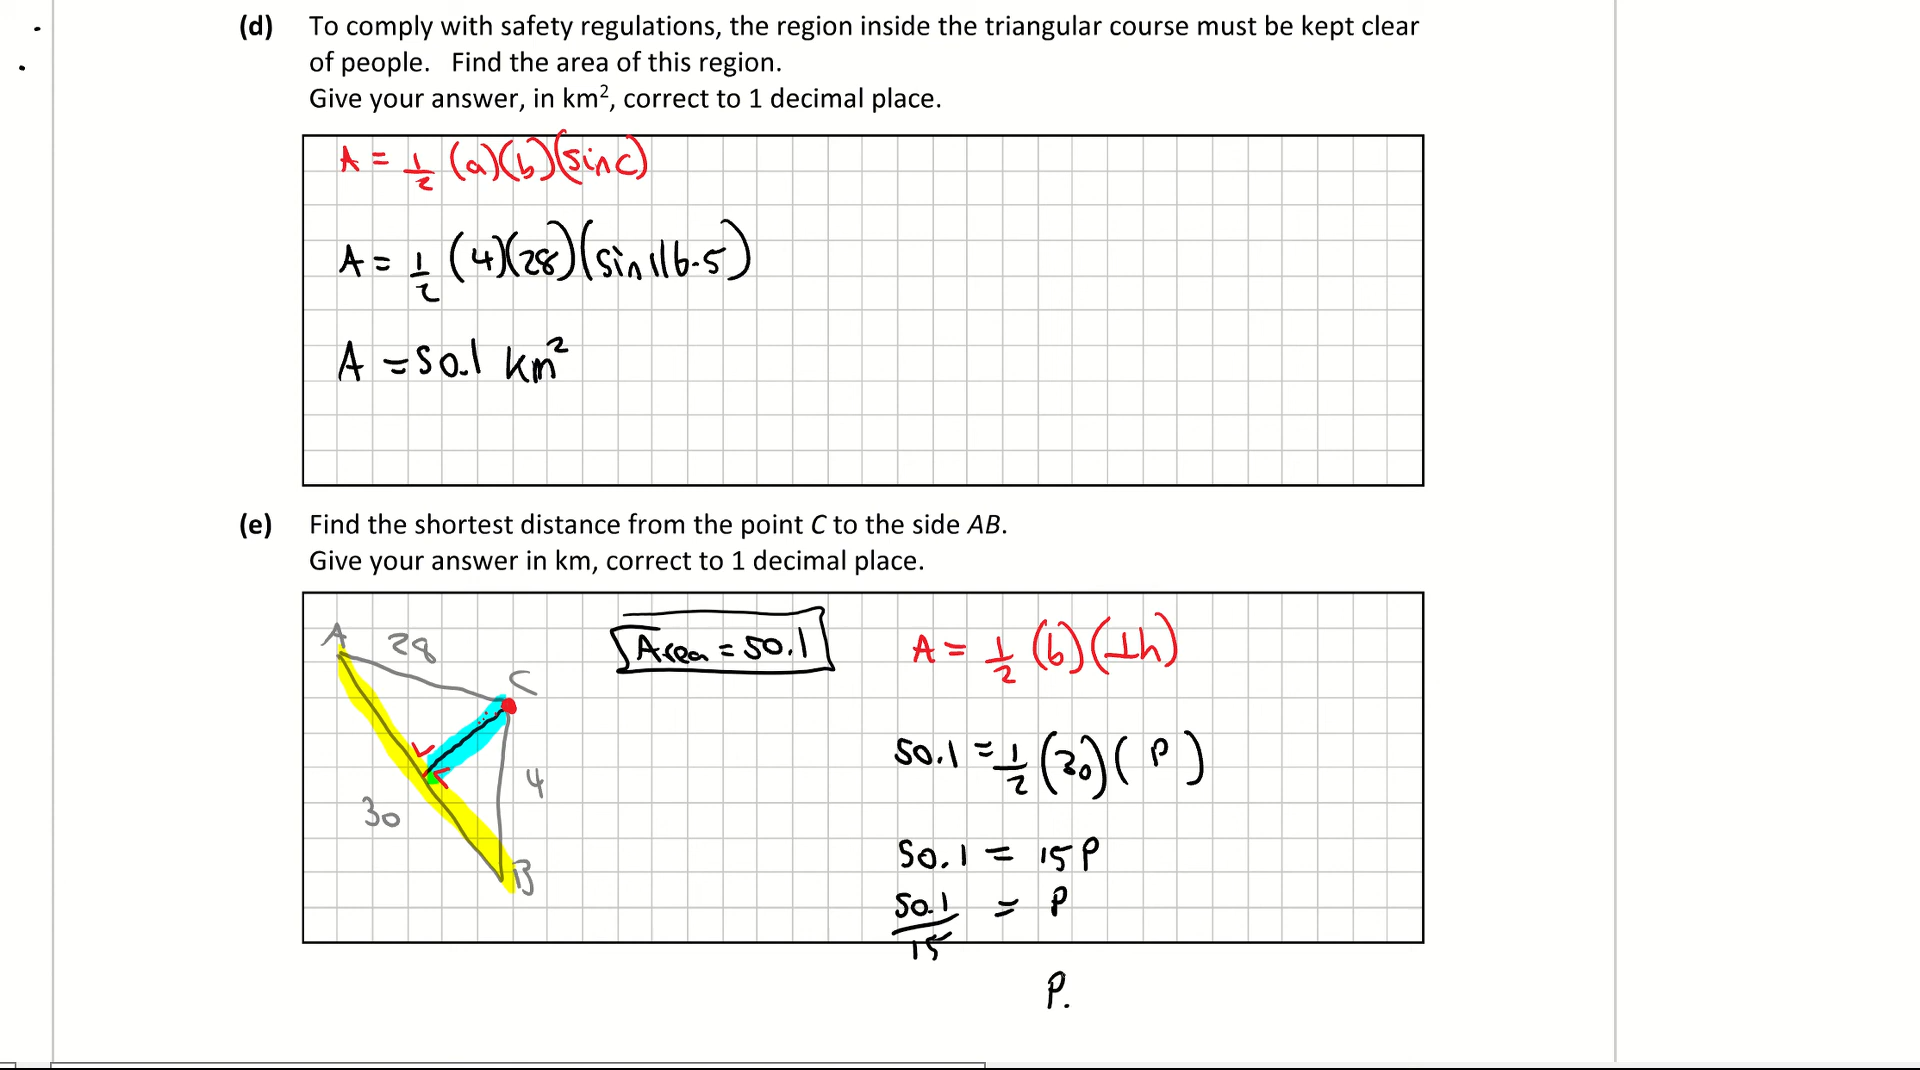 (d) To comply with safety regulations, the region inside the triangular course must be kept clear
of people. Find the area of this region.
Give your answer, in km², correct to 1 decimal place.
A = 1/2 (a)(b)(sin C)
A = 1/2 (4)(28)(sin 116.5)
A = 50.1 km²
(e) Find the shortest distance from the point C to the side AB.
Give your answer in km, correct to 1 decimal place.
A 28 C
4
30
B
Area = 50.1
A = 1/2 (b)(⊥h)
50.1 = 1/2 (30)(P)
50.1 = 15P
50.1/15 = P
P.